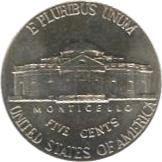 E PLURIBUS UNUM
MONTICELLO
FIVE CENTS
UNITED STATES OF AMERICA